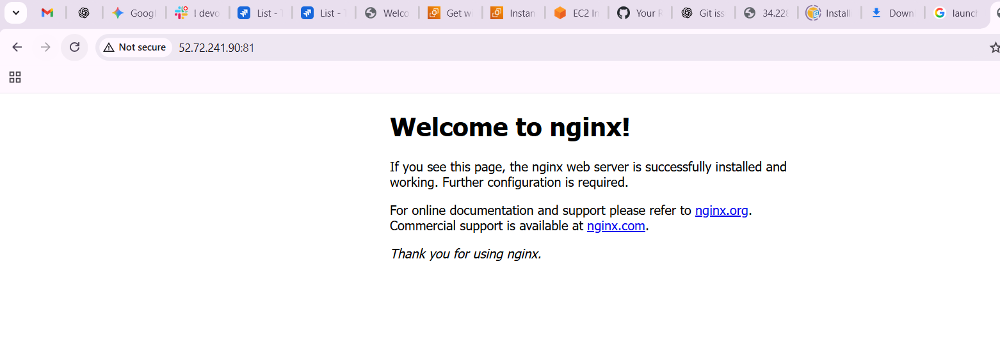 Googl
! devo
List - T
List - T
Welco
Get wi
Instan
EC2 In
Your R
Git iss
34.228
Install
Downl
launch
Not secure
52.72.241.90:81
Welcome to nginx!
If you see this page, the nginx web server is successfully installed and
working. Further configuration is required.
For online documentation and support please refer to nginx.org.
Commercial support is available at nginx.com.
Thank you for using nginx.